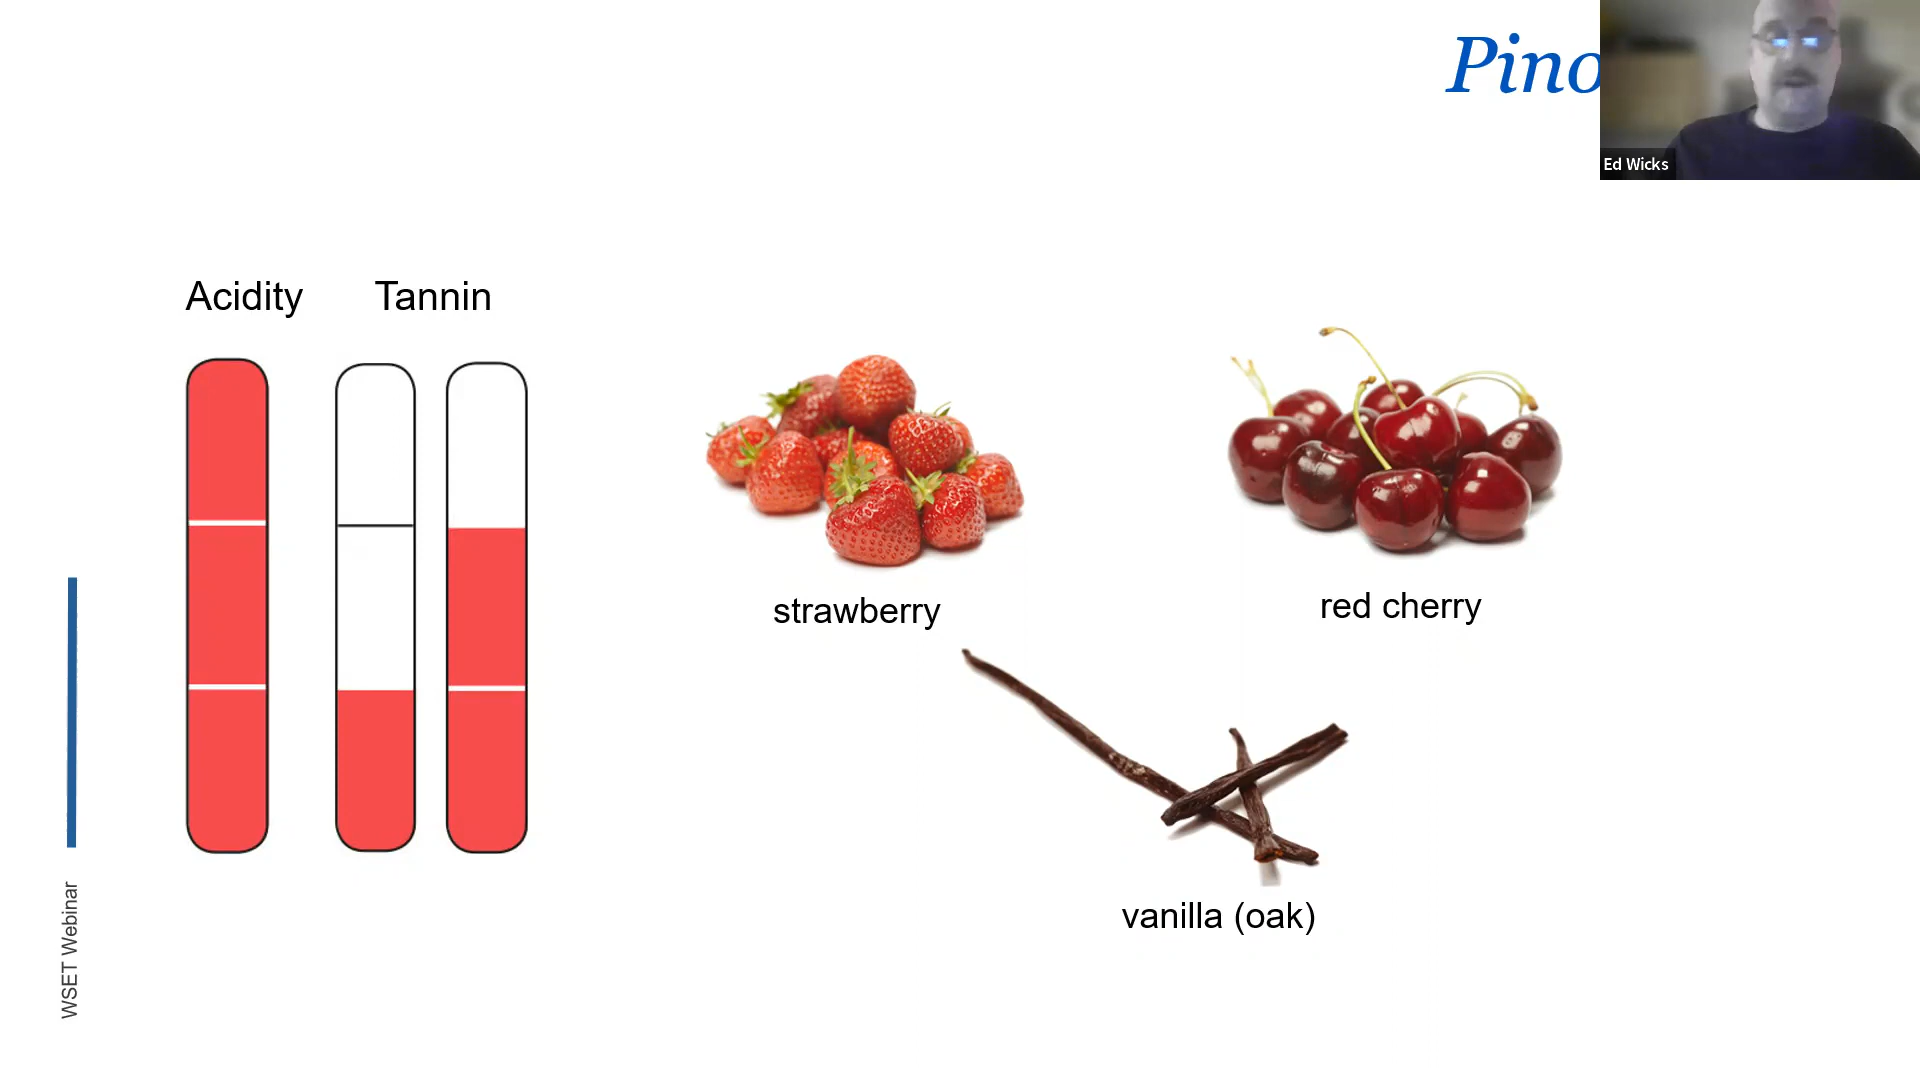 Pino
Ed Wicks
Acidity
Tannin
strawberry
red cherry
vanilla (oak)
WSET Webinar